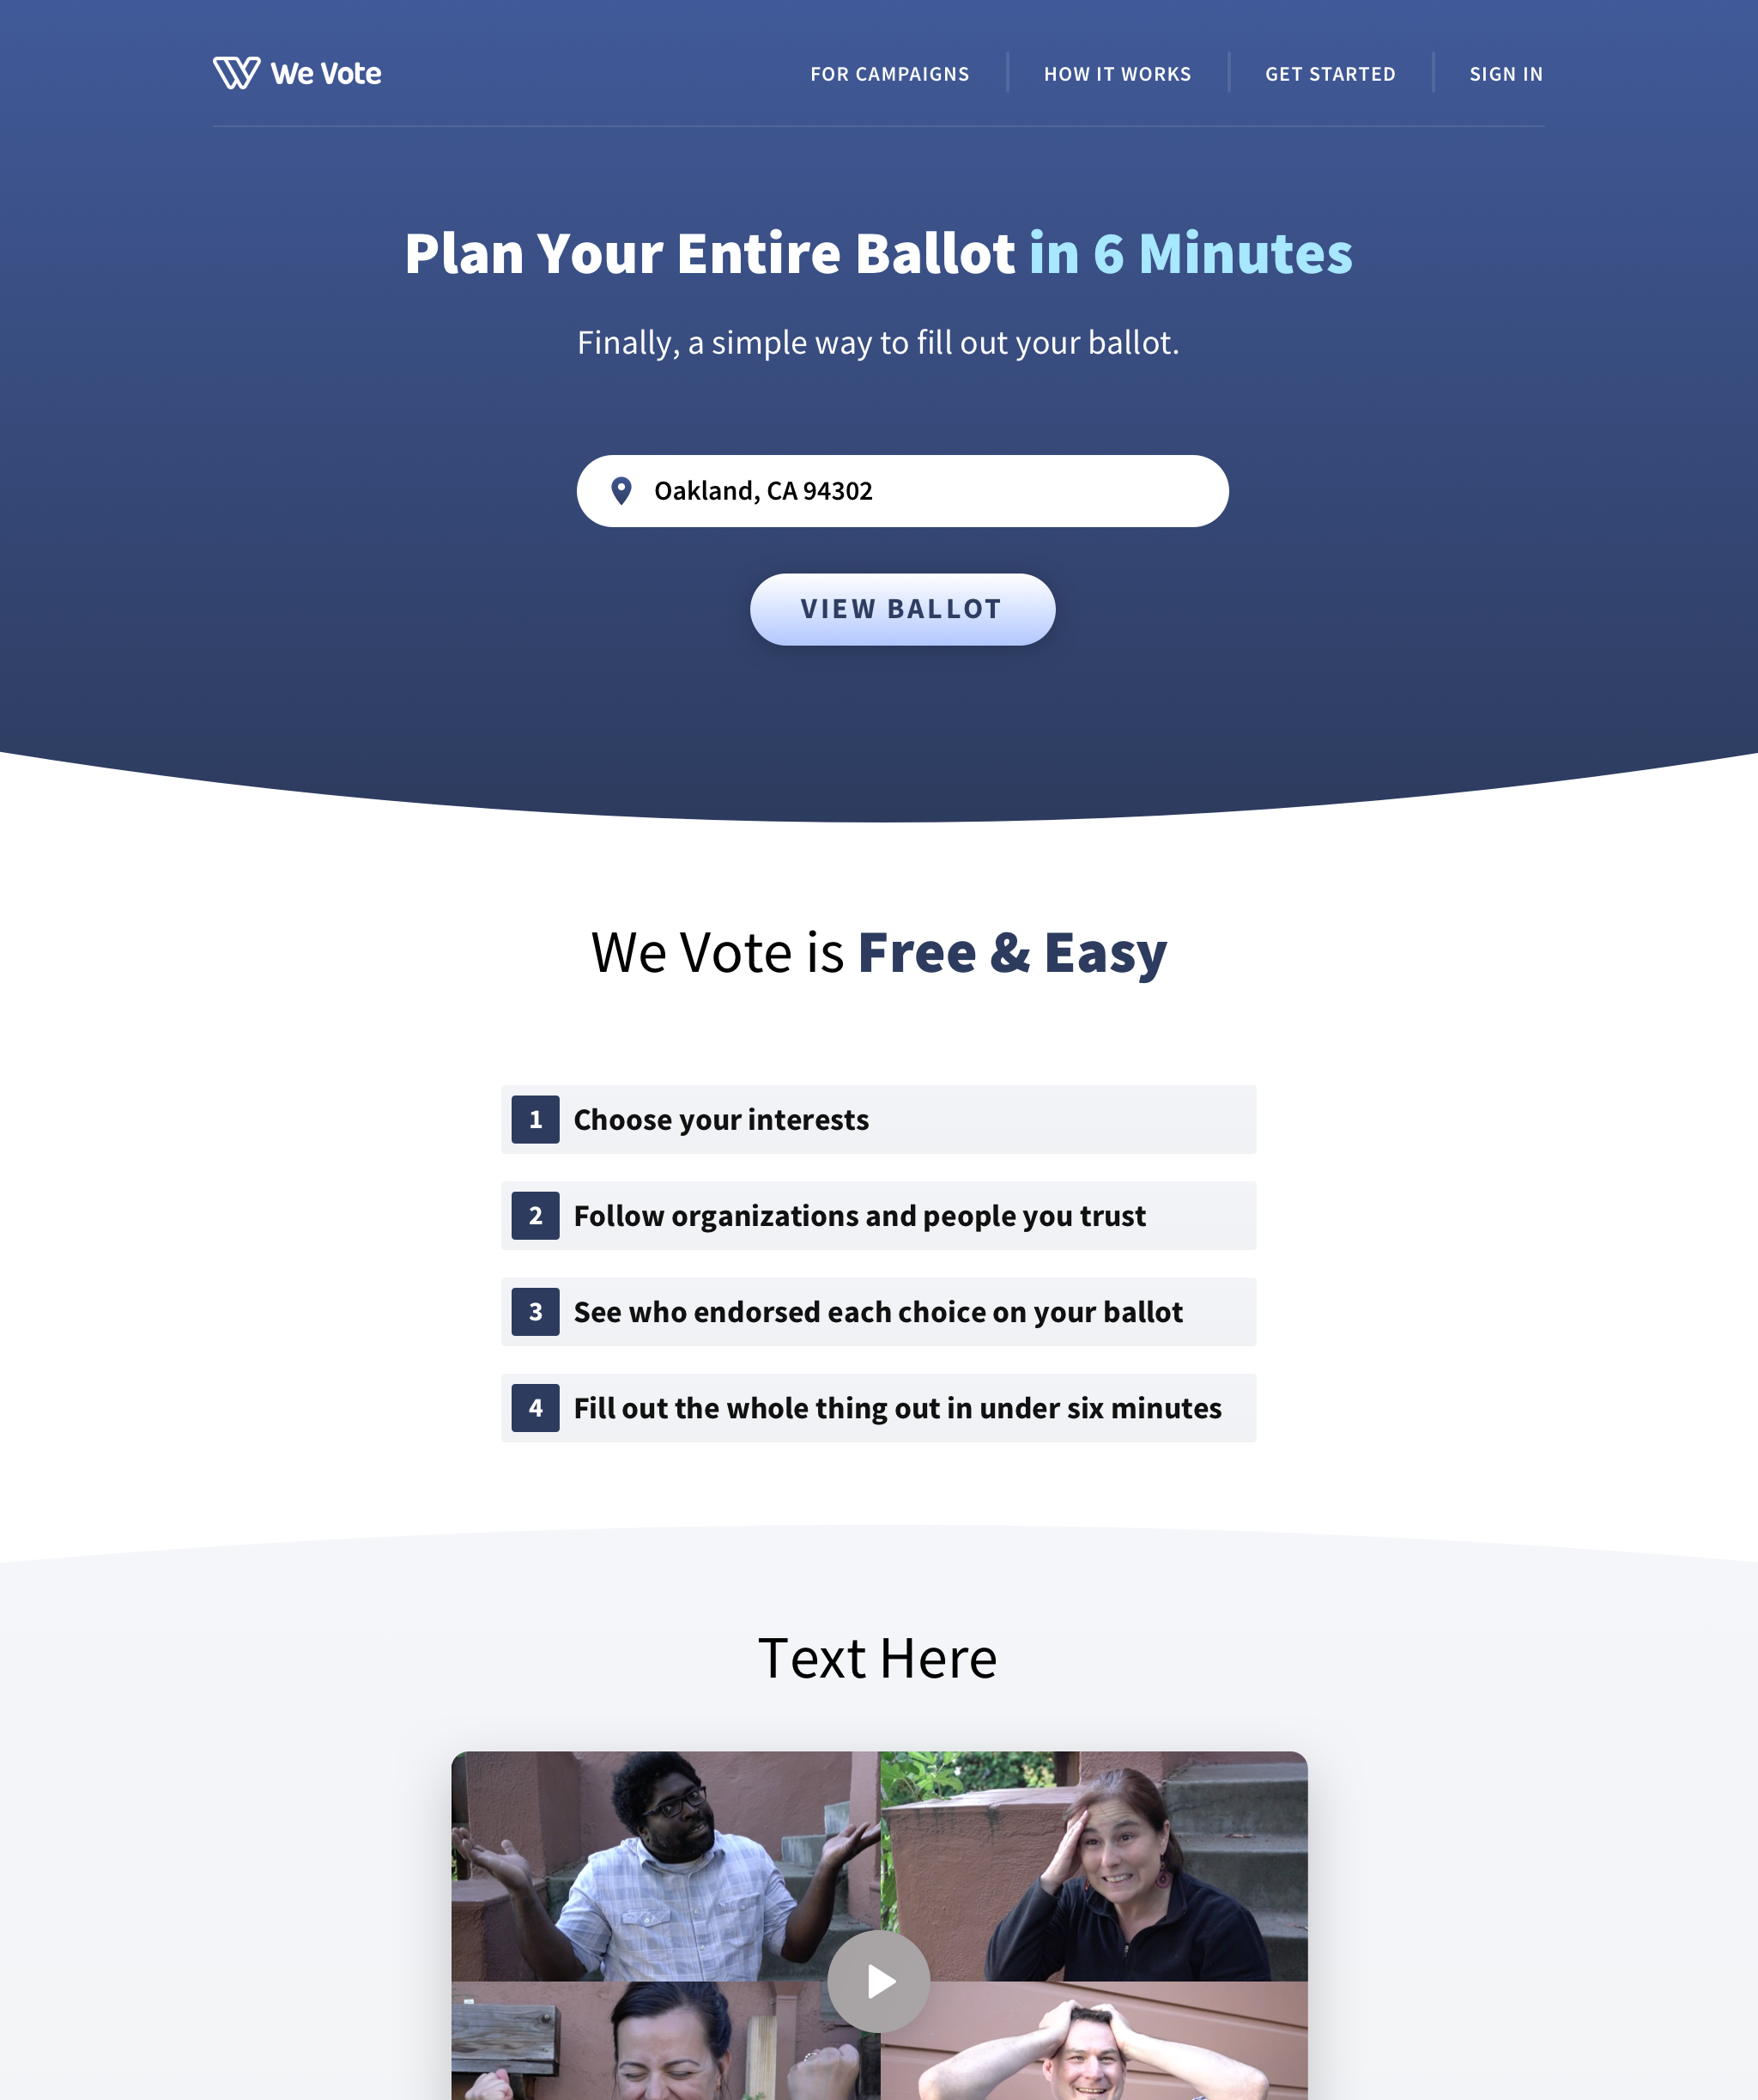 We Vote
FOR CAMPAIGNS
HOW IT WORKS
GET STARTED
SIGN IN
Plan Your Entire Ballot in 6 Minutes
Finally, a simple way to fill out your ballot.
Oakland, CA 94302
VIEW BALLOT
We Vote is Free & Easy
1 Choose your interests
2 Follow organizations and people you trust
3 See who endorsed each choice on your ballot
4 Fill out the whole thing out in under six minutes
Text Here